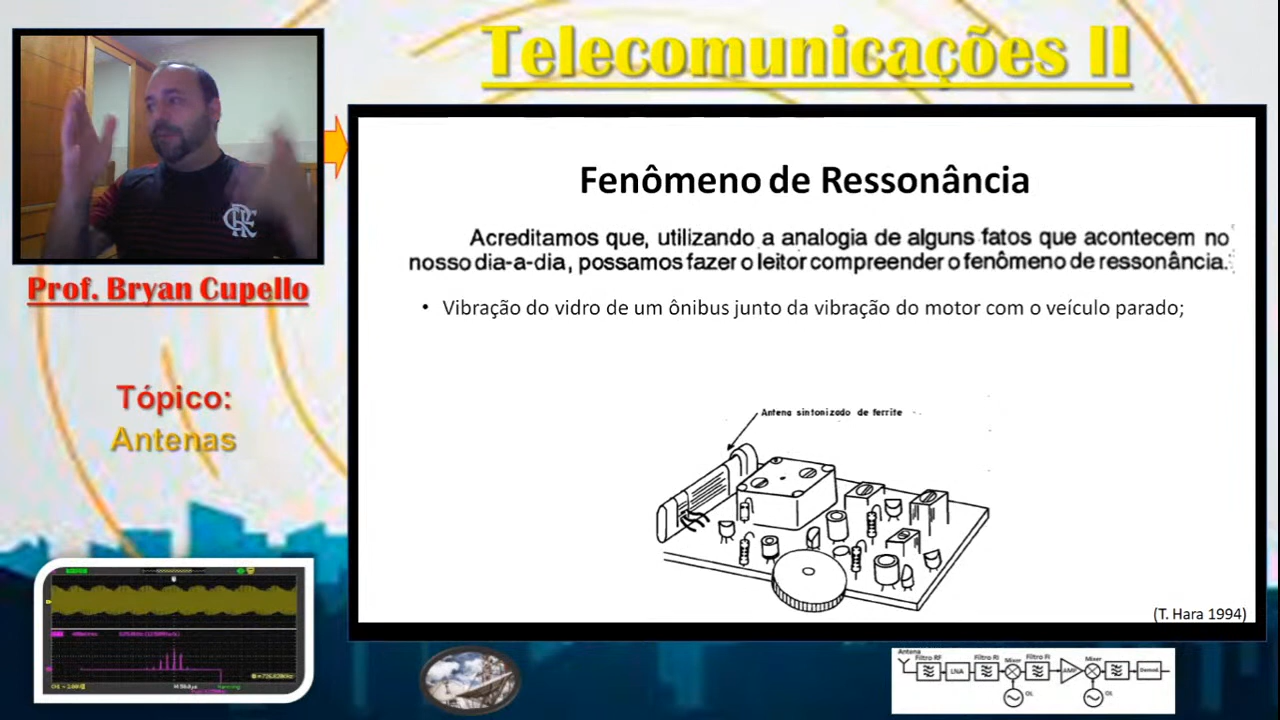 Telecomunicações II
Prof. Bryan Cupello
Tópico:
Antenas
Fenômeno de Ressonância
Acreditamos que, utilizando a analogia de alguns fatos que acontecem no
nosso dia-a-dia, possamos fazer o leitor compreender o fenômeno de ressonância.
• Vibração do vidro de um ônibus junto da vibração do motor com o veículo parado;
Antena sintonizado de ferrite
(T. Hara 1994)
Antena
Filtro RF
LNA
Filtro RI
Mixer
Filtro FI
AMP
Mixer
Demod.
OL
OL